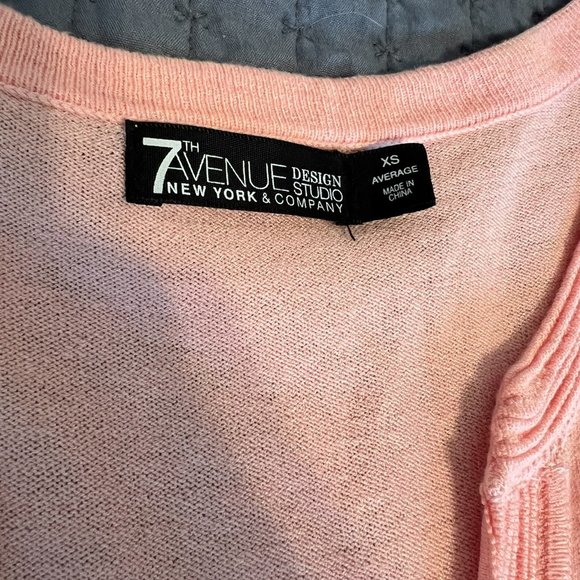 7TH AVENUE DESIGN STUDIO
NEW YORK & COMPANY
XS
AVERAGE
MADE IN
CHINA